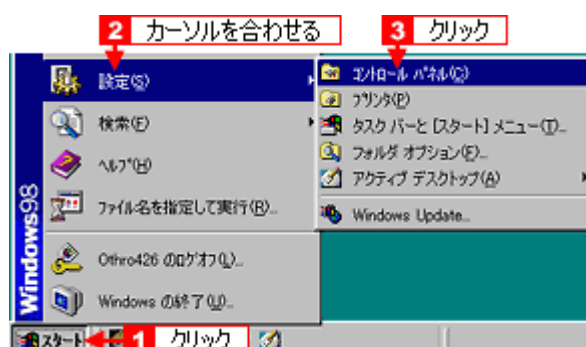 2 カーソルを合わせる
3 クリック
設定(S)
検索(F)
ヘルプ(H)
ファイル名を指定して実行(R)...
Othro426 のログオフ(L)...
Windows の終了(U)...
コントロール パネル(C)
プリンタ(P)
タスク バーと [スタート] メニュー(T)...
フォルダ オプション(F)...
アクティブ デスクトップ(A)
Windows Update...
Windows98
スタート
1 クリック